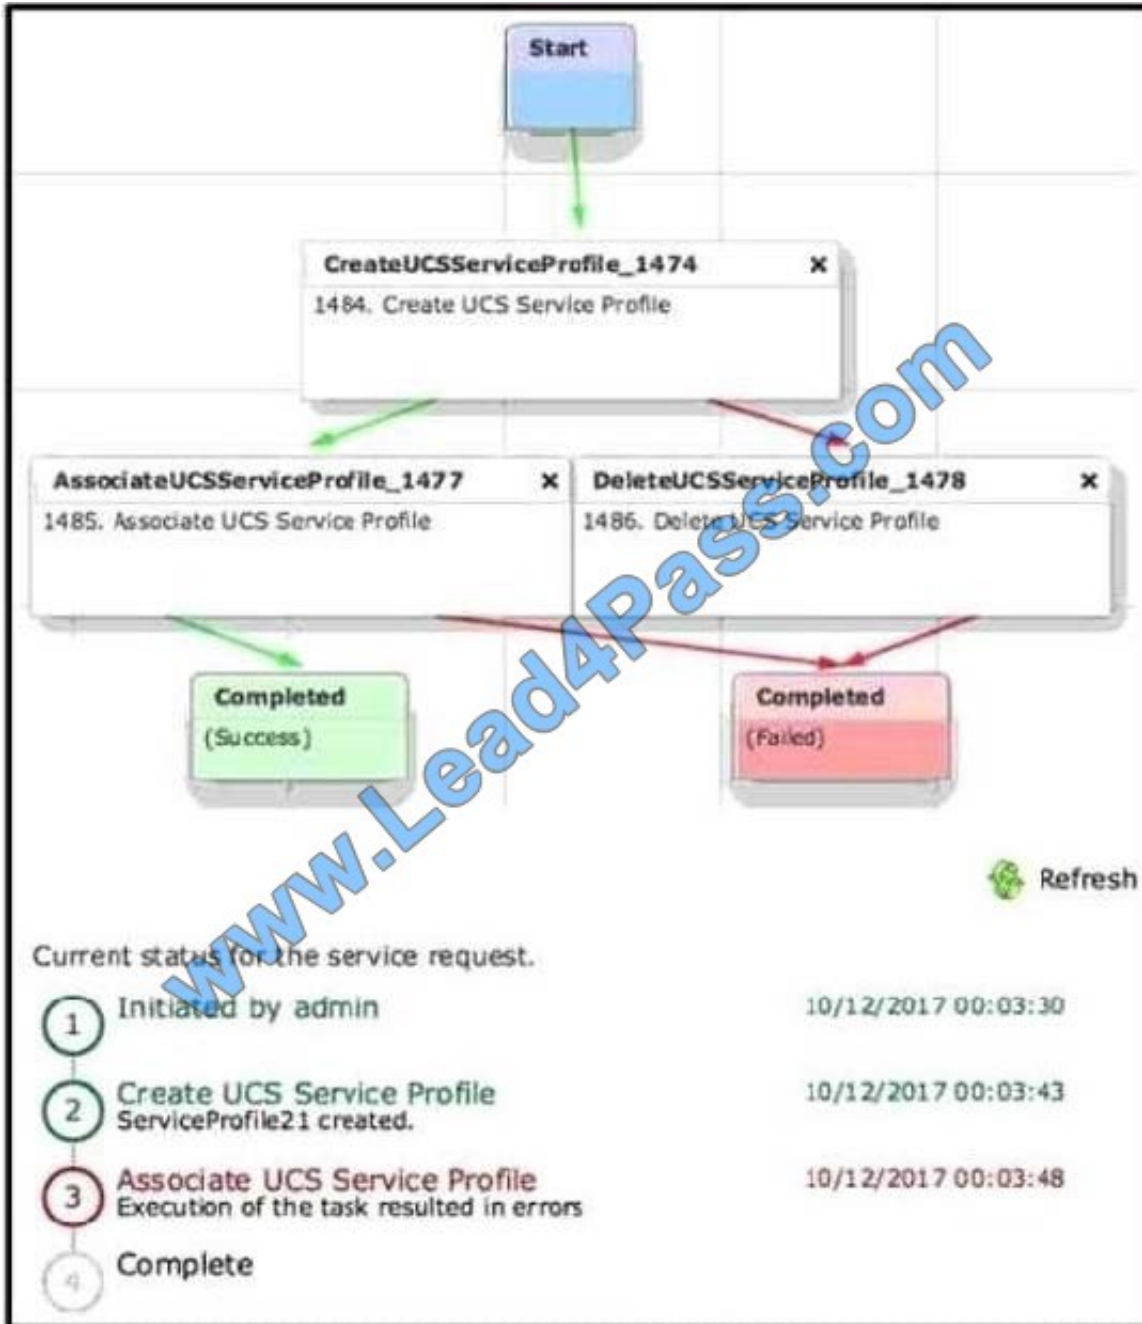 Start
CreateUCSServiceProfile_1474 x
1484. Create UCS Service Profile
AssociateUCSServiceProfile_1477 x
1485. Associate UCS Service Profile
DeleteUCSServiceProfile_1478 x
1486. Delete UCS Service Profile
Completed
(Success)
Completed
(Failed)
www.Lead4Pass.com
Refresh
Current status for the service request.
1 Initiated by admin 10/12/2017 00:03:30
2 Create UCS Service Profile 10/12/2017 00:03:43
ServiceProfile21 created.
3 Associate UCS Service Profile 10/12/2017 00:03:48
Execution of the task resulted in errors
4 Complete